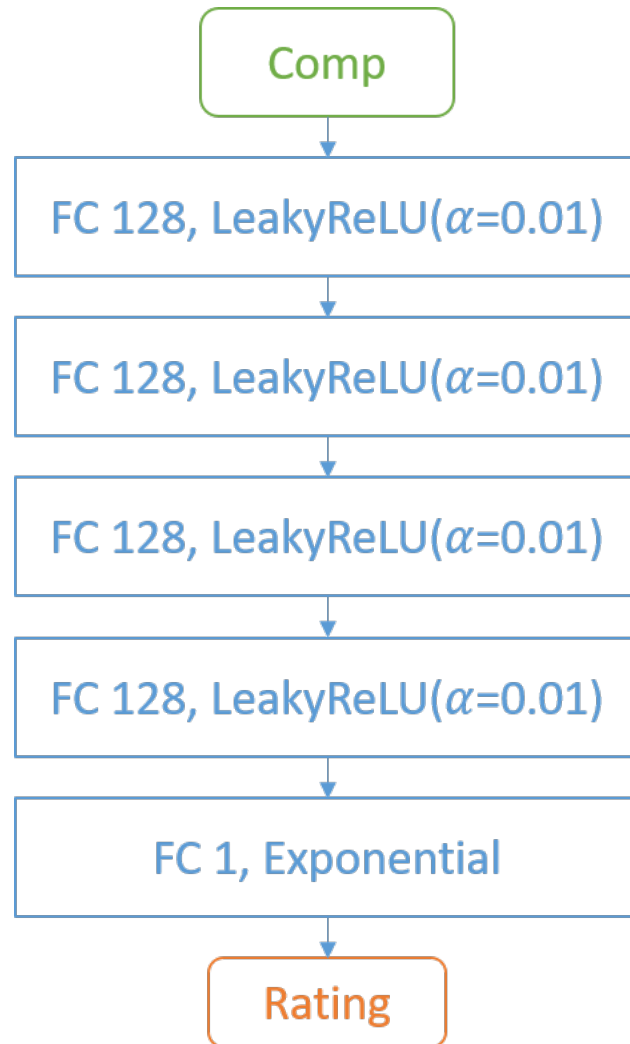 Comp
FC 128, LeakyReLU(α=0.01)
FC 128, LeakyReLU(α=0.01)
FC 128, LeakyReLU(α=0.01)
FC 128, LeakyReLU(α=0.01)
FC 1, Exponential
Rating